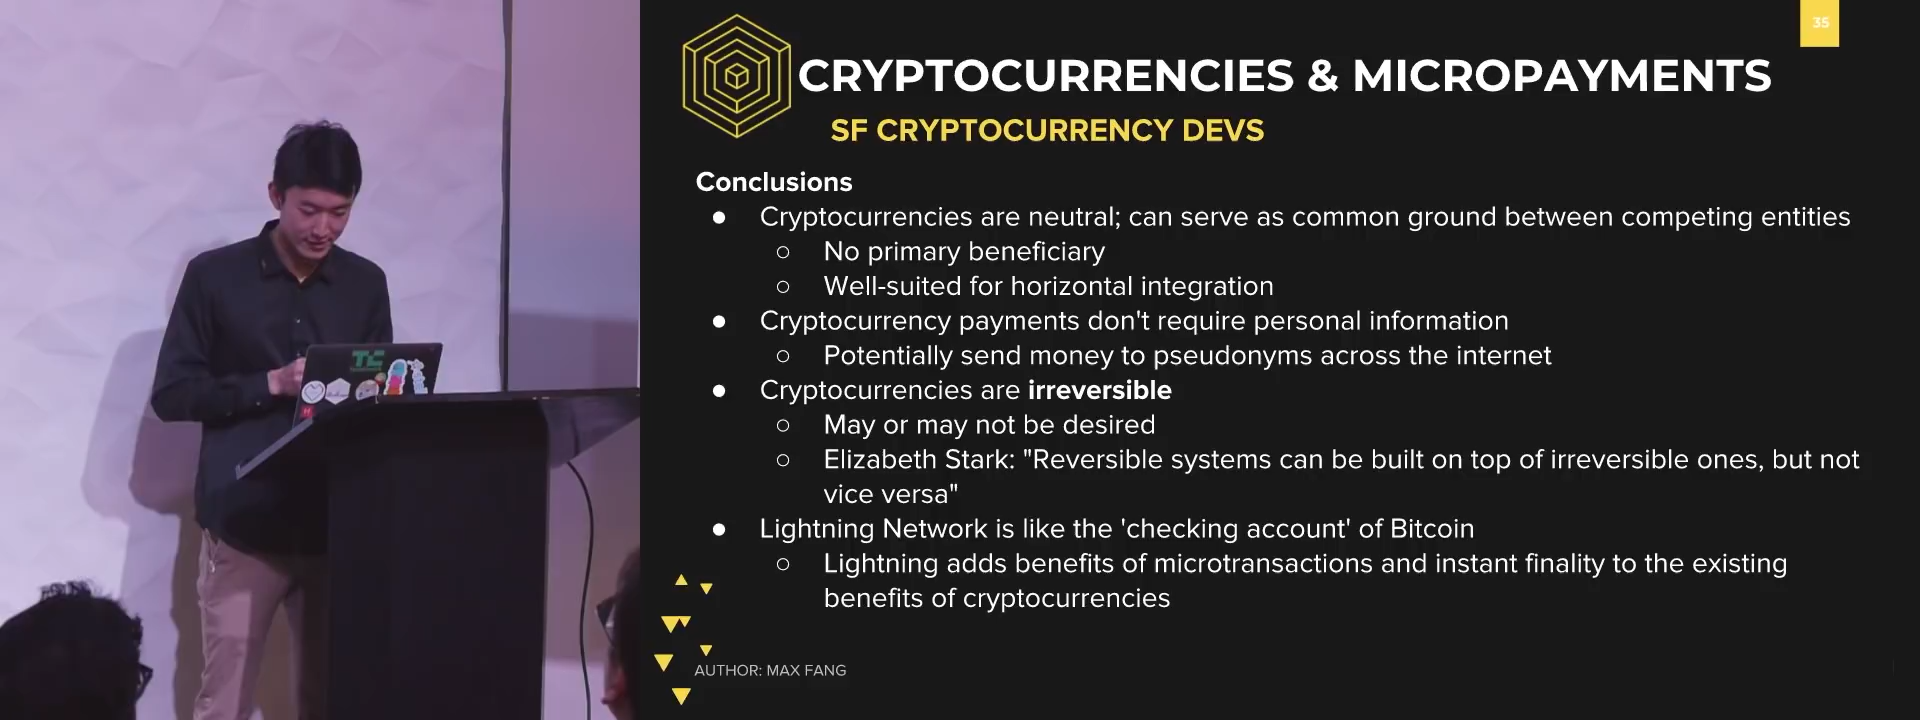 35
CRYPTOCURRENCIES & MICROPAYMENTS
SF CRYPTOCURRENCY DEVS
Conclusions
● Cryptocurrencies are neutral; can serve as common ground between competing entities
○ No primary beneficiary
○ Well-suited for horizontal integration
● Cryptocurrency payments don't require personal information
○ Potentially send money to pseudonyms across the internet
● Cryptocurrencies are irreversible
○ May or may not be desired
○ Elizabeth Stark: "Reversible systems can be built on top of irreversible ones, but not
vice versa"
● Lightning Network is like the 'checking account' of Bitcoin
○ Lightning adds benefits of microtransactions and instant finality to the existing
benefits of cryptocurrencies
AUTHOR: MAX FANG
TC